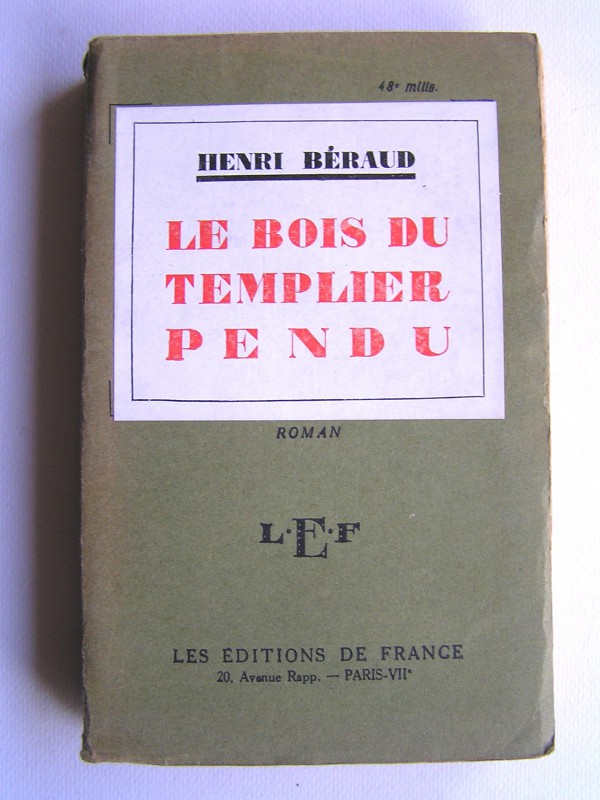 48e mille.
HENRI BÉRAUD
LE BOIS DU
TEMPLIER
PENDU
ROMAN
L·E·F
LES ÉDITIONS DE FRANCE
20, Avenue Rapp. — PARIS-VIIe